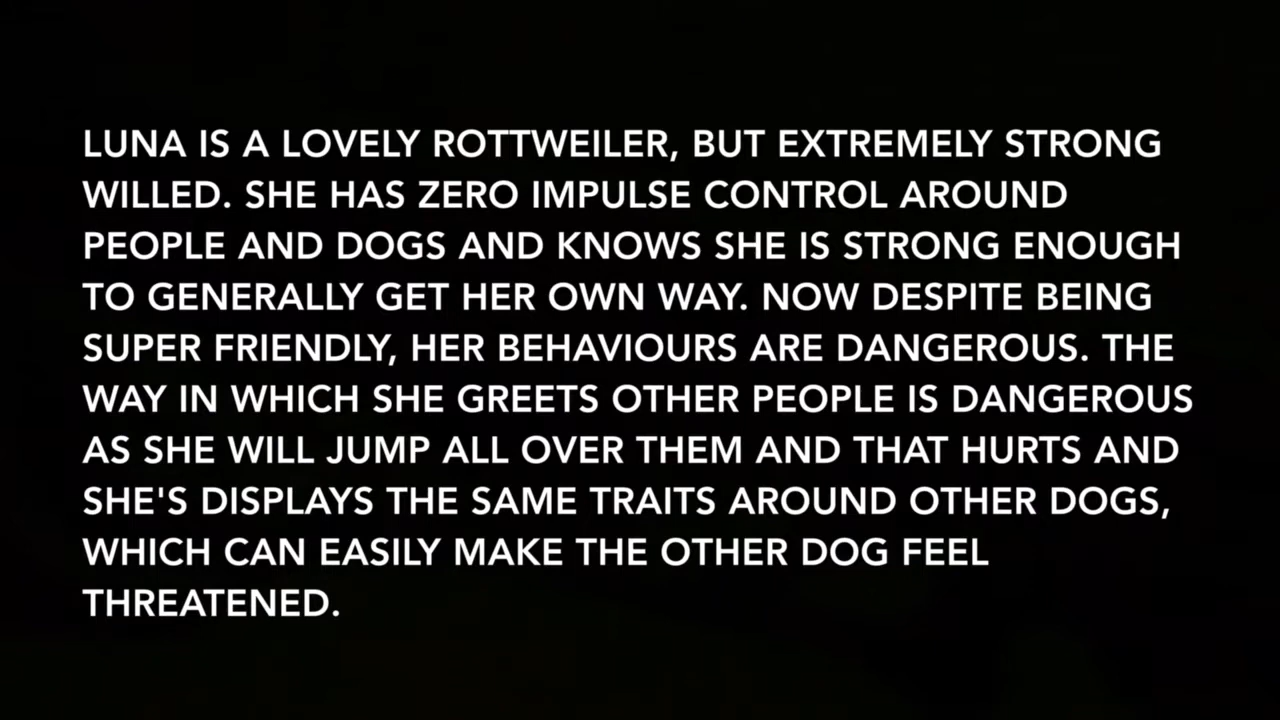 LUNA IS A LOVELY ROTTWEILER, BUT EXTREMELY STRONG
WILLED. SHE HAS ZERO IMPULSE CONTROL AROUND
PEOPLE AND DOGS AND KNOWS SHE IS STRONG ENOUGH
TO GENERALLY GET HER OWN WAY. NOW DESPITE BEING
SUPER FRIENDLY, HER BEHAVIOURS ARE DANGEROUS. THE
WAY IN WHICH SHE GREETS OTHER PEOPLE IS DANGEROUS
AS SHE WILL JUMP ALL OVER THEM AND THAT HURTS AND
SHE'S DISPLAYS THE SAME TRAITS AROUND OTHER DOGS,
WHICH CAN EASILY MAKE THE OTHER DOG FEEL
THREATENED.